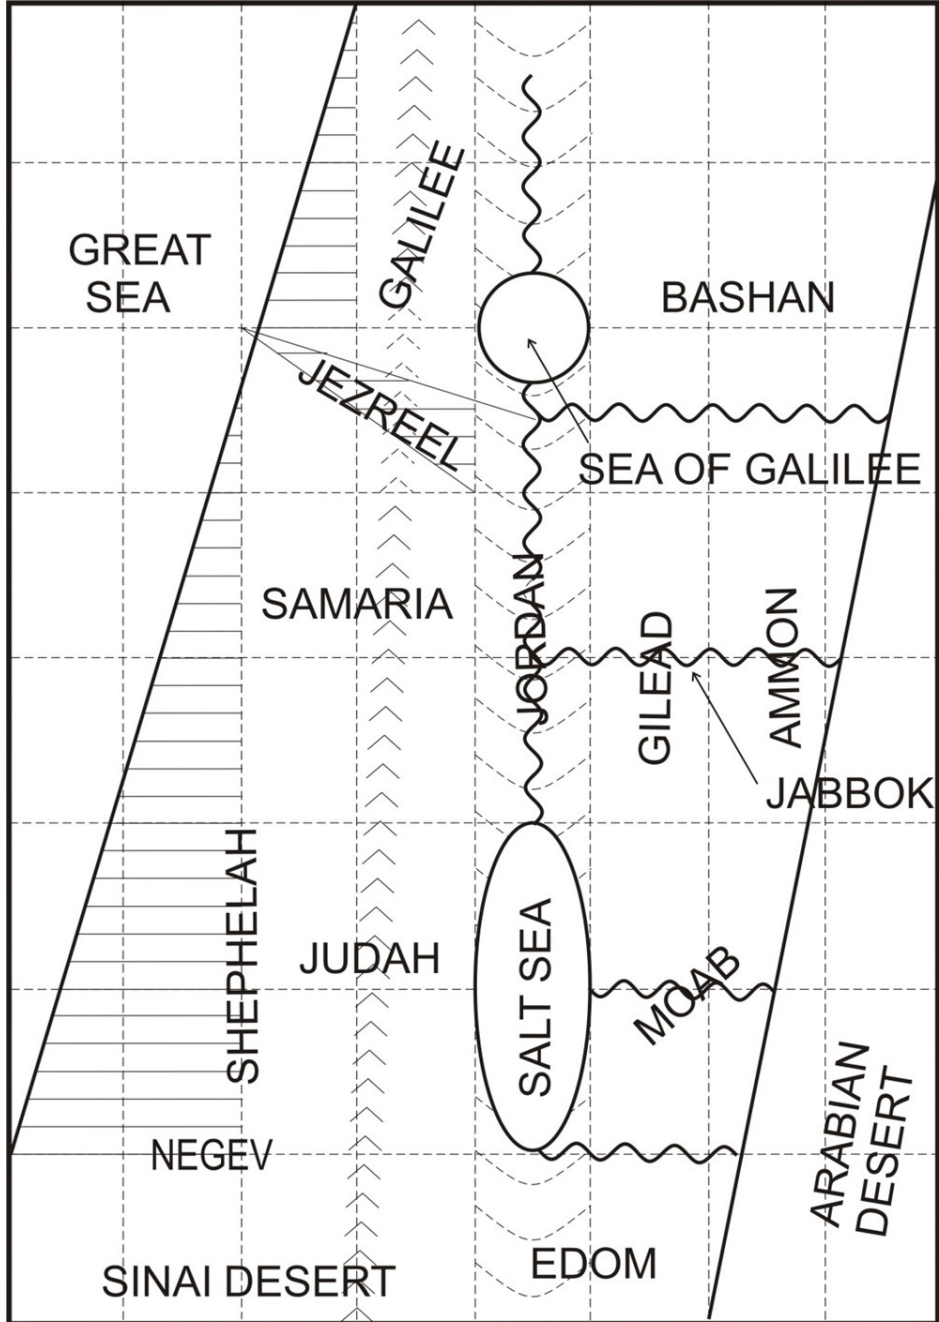 GREAT
SEA
GALILEE
BASHAN
JEZREEL
SEA OF GALILEE
SAMARIA
JORDAN
GILEAD
AMMON
JABBOK
SHEPHELAH
JUDAH
SALT SEA
MOAB
ARABIAN
DESERT
NEGEV
EDOM
SINAI DESERT